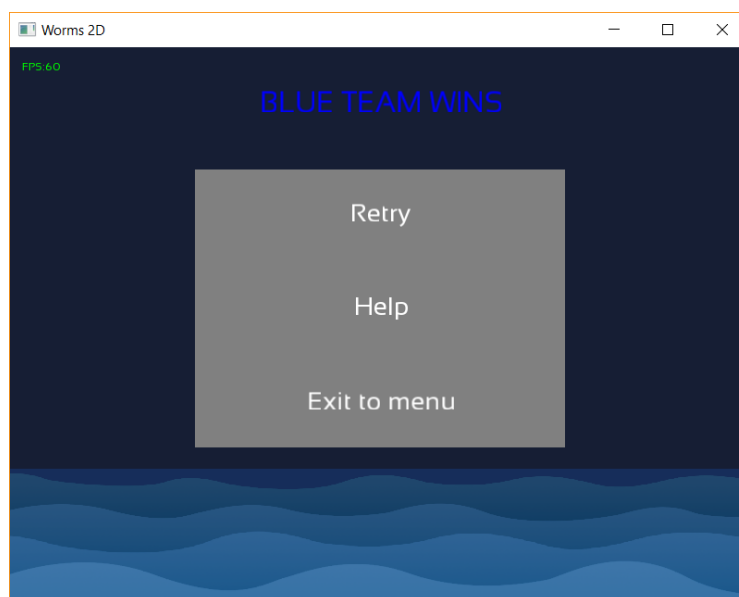 Worms 2D
FPS:60
BLUE TEAM WINS
Retry
Help
Exit to menu